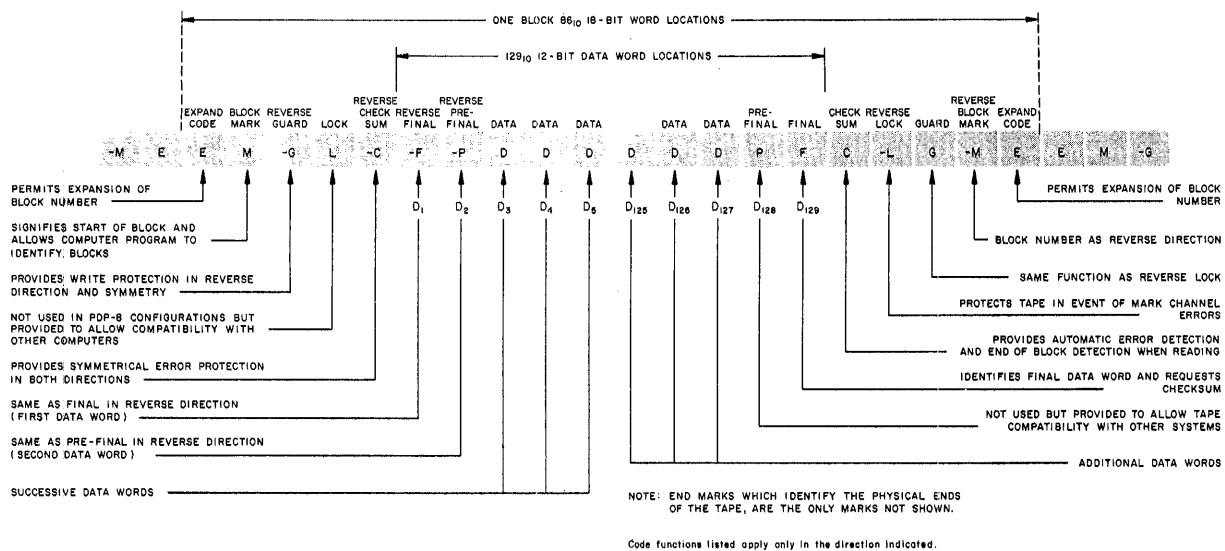 ONE BLOCK 86₁₀ 18-BIT WORD LOCATIONS
129₁₀ 12-BIT DATA WORD LOCATIONS
EXPAND CODE
BLOCK MARK
REVERSE GUARD
LOCK
REVERSE CHECK SUM
REVERSE FINAL
REVERSE PRE-FINAL
DATA
DATA
DATA
DATA
DATA
PRE-FINAL
FINAL
CHECK SUM
REVERSE LOCK
GUARD
REVERSE BLOCK MARK
EXPAND CODE
-M E E M -G L -C -F -P D D D D D D P F C -L G -M E E M -G
D₁ D₂ D₃ D₄ D₅ D₁₂₅ D₁₂₆ D₁₂₇ D₁₂₈ D₁₂₉
PERMITS EXPANSION OF
BLOCK NUMBER
SIGNIFIES START OF BLOCK AND
ALLOWS COMPUTER PROGRAM TO
IDENTIFY BLOCKS
PROVIDES WRITE PROTECTION IN REVERSE
DIRECTION AND SYMMETRY
NOT USED IN PDP-8 CONFIGURATIONS BUT
PROVIDED TO ALLOW COMPATIBILITY WITH
OTHER COMPUTERS
PROVIDES SYMMETRICAL ERROR PROTECTION
IN BOTH DIRECTIONS
SAME AS FINAL IN REVERSE DIRECTION
(FIRST DATA WORD)
SAME AS PRE-FINAL IN REVERSE DIRECTION
(SECOND DATA WORD)
SUCCESSIVE DATA WORDS
PERMITS EXPANSION OF BLOCK
NUMBER
BLOCK NUMBER AS REVERSE DIRECTION
SAME FUNCTION AS REVERSE LOCK
PROTECTS TAPE IN EVENT OF MARK CHANNEL
ERRORS
PROVIDES AUTOMATIC ERROR DETECTION
AND END OF BLOCK DETECTION WHEN READING
IDENTIFIES FINAL DATA WORD AND REQUESTS
CHECKSUM
NOT USED BUT PROVIDED TO ALLOW TAPE
COMPATIBILITY WITH OTHER SYSTEMS
ADDITIONAL DATA WORDS
NOTE: END MARKS WHICH IDENTIFY THE PHYSICAL ENDS
OF THE TAPE, ARE THE ONLY MARKS NOT SHOWN.
Code functions listed apply only in the direction indicated.